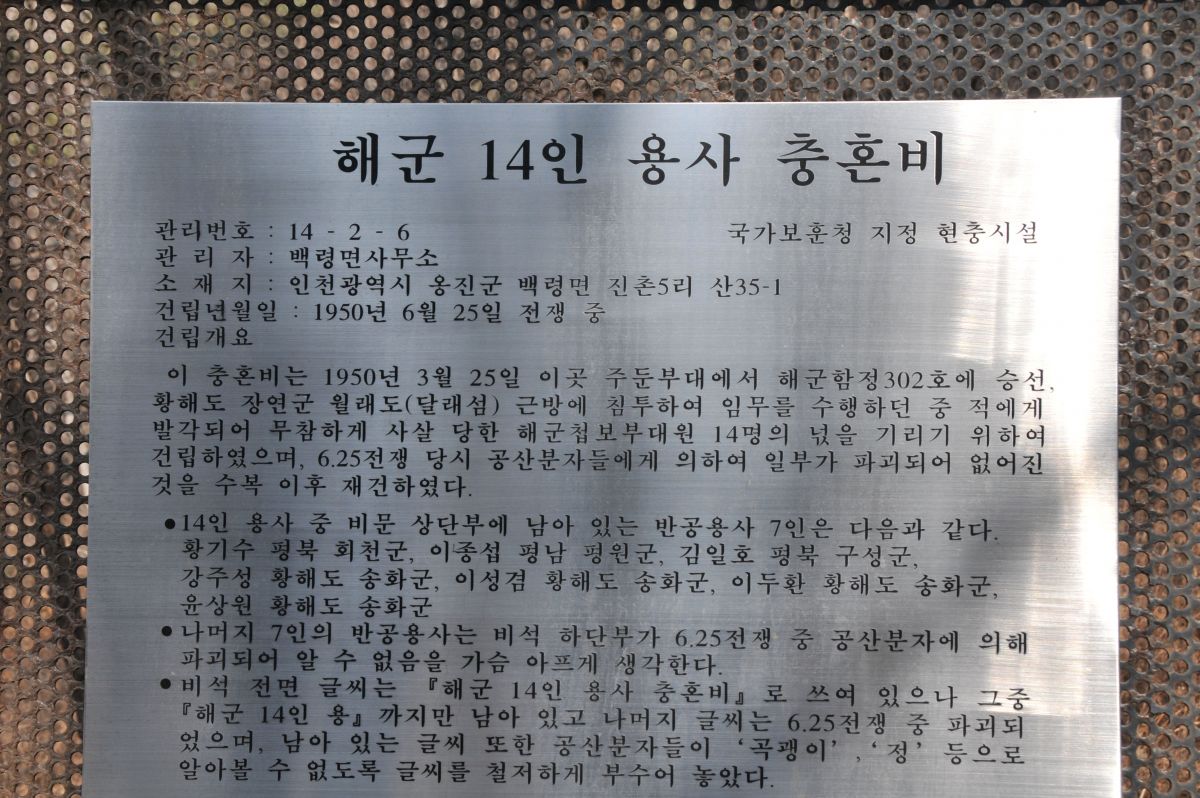 해군 14인 용사 충혼비
관리번호 : 14 - 2 - 6 국가보훈청 지정 현충시설
관 리 자 : 백령면사무소
소 재 지 : 인천광역시 옹진군 백령면 진촌5리 산35-1
건립년월일 : 1950년 6월 25일 전쟁 중
건립개요
이 충혼비는 1950년 3월 25일 이곳 주둔부대에서 해군함정302호에 승선,
황해도 장연군 월래도(달래섬) 근방에 침투하여 임무를 수행하던 중 적에게
발각되어 무참하게 사살 당한 해군첩보부대원 14명의 넋을 기리기 위하여
건립하였으며, 6.25전쟁 당시 공산분자들에게 의하여 일부가 파괴되어 없어진
것을 수복 이후 재건하였다.
●14인 용사 중 비문 상단부에 남아 있는 반공용사 7인은 다음과 같다.
황기수 평북 회천군, 이종섭 평남 평원군, 김일호 평북 구성군,
강주성 황해도 송화군, 이성겸 황해도 송화군, 이두환 황해도 송화군,
윤상원 황해도 송화군
●나머지 7인의 반공용사는 비석 하단부가 6.25전쟁 중 공산분자에 의해
파괴되어 알 수 없음을 가슴 아프게 생각한다.
●비석 전면 글씨는 『해군 14인 용사 충혼비』로 쓰여 있으나 그중
『해군 14인 용』까지만 남아 있고 나머지 글씨는 6.25전쟁 중 파괴되
었으며, 남아 있는 글씨 또한 공산분자들이 ‘곡괭이’, ‘정’ 등으로
알아볼 수 없도록 글씨를 철저하게 부수어 놓았다.